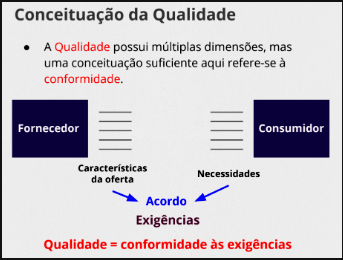 Conceituação da Qualidade
● A Qualidade possui múltiplas dimensões, mas
uma conceituação suficiente aqui refere-se à
conformidade.
Fornecedor
Consumidor
Características
da oferta
Necessidades
Acordo
Exigências
Qualidade = conformidade às exigências